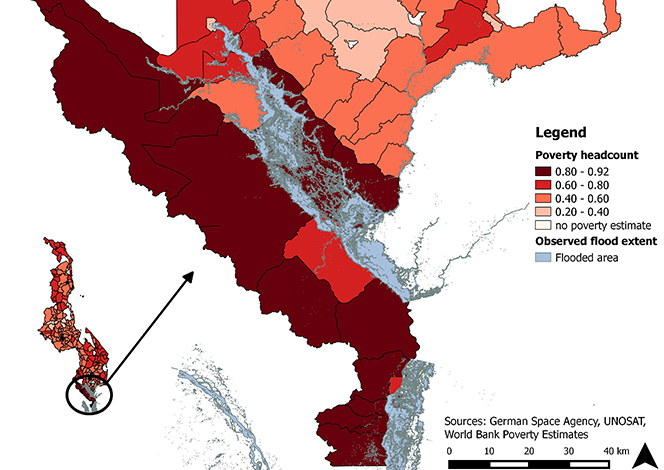 Legend
Poverty headcount
0.80 - 0.92
0.60 - 0.80
0.40 - 0.60
0.20 - 0.40
no poverty estimate
Observed flood extent
Flooded area
Sources: German Space Agency, UNOSAT,
World Bank Poverty Estimates
0 10 20 30 40 km